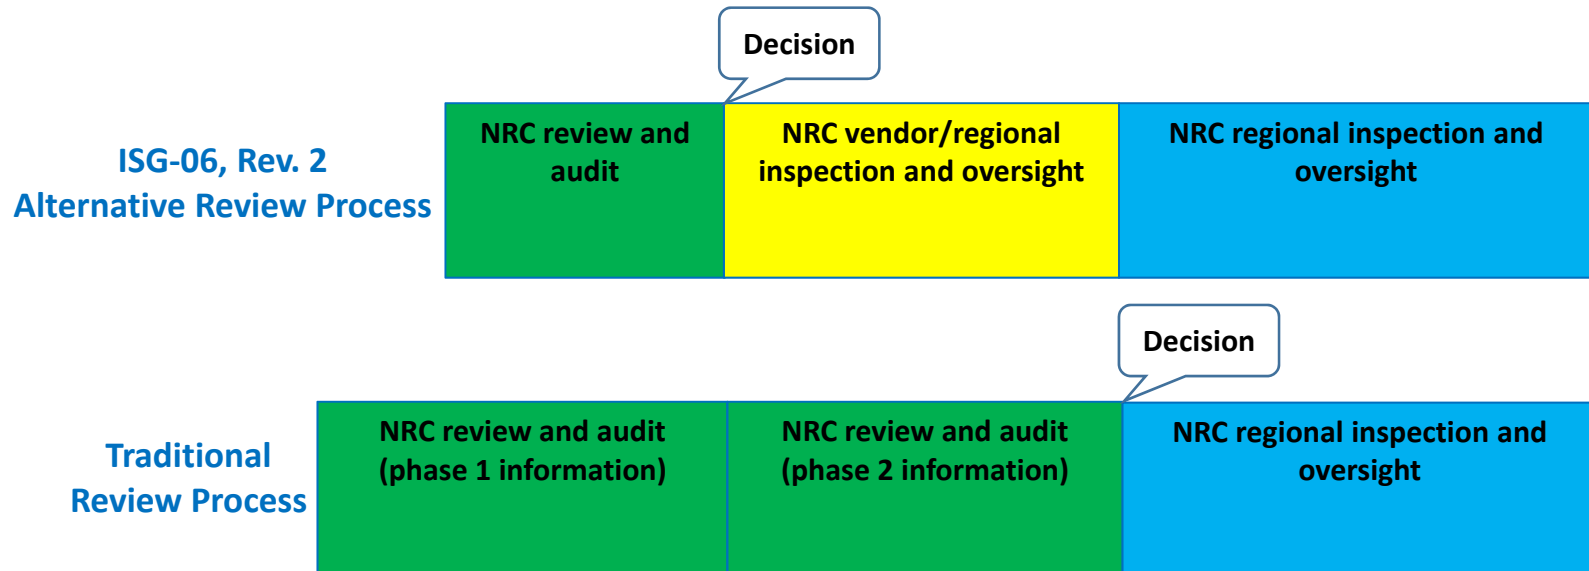 Decision
ISG-06, Rev. 2
Alternative Review Process
NRC review and
audit
NRC vendor/regional
inspection and oversight
NRC regional inspection and
oversight
Decision
Traditional
Review Process
NRC review and audit
(phase 1 information)
NRC review and audit
(phase 2 information)
NRC regional inspection and
oversight